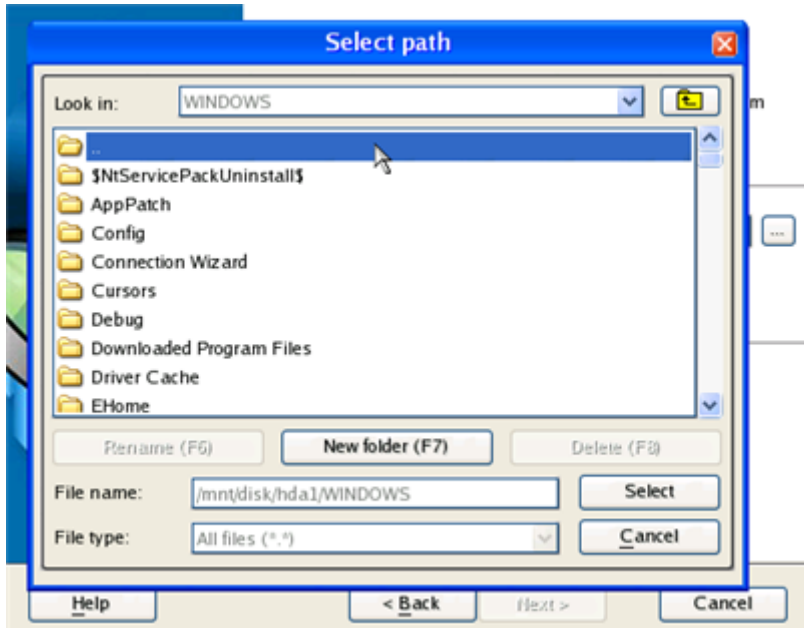 Select path
m
Look in: WINDOWS
..
$NtServicePackUninstall$
AppPatch
Config
Connection Wizard
Cursors
Debug
Downloaded Program Files
Driver Cache
EHome
...
Rename (F6) New folder (F7) Delete (F8)
File name: /mnt/disk/hda1/WINDOWS Select
File type: All files (*.*) Cancel
Help < Back Next > Cancel